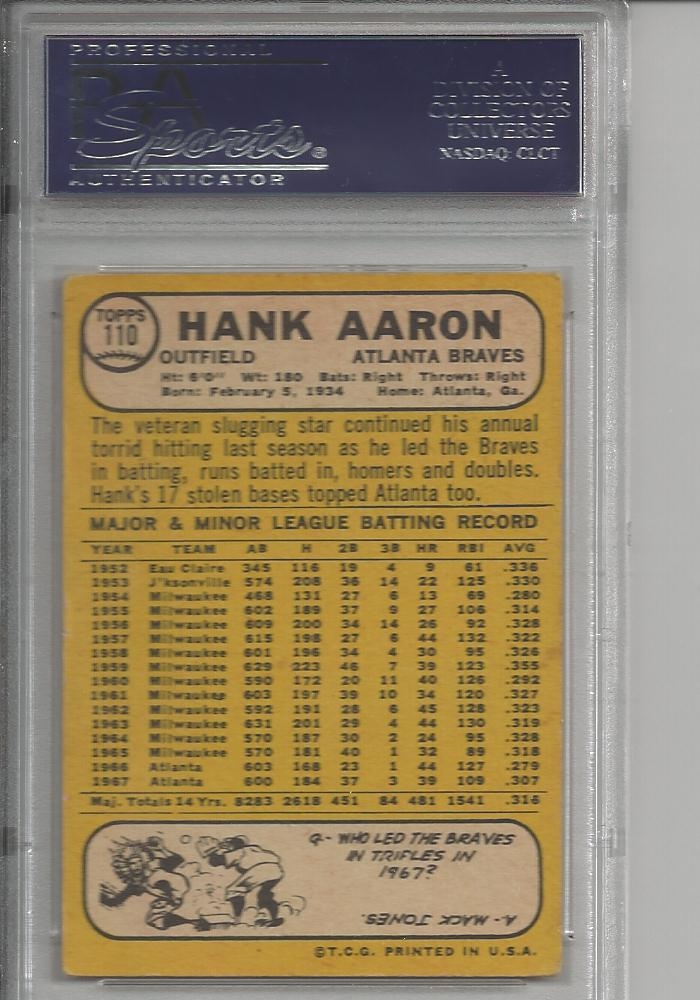 PROFESSIONAL
PSA
Sports®
AUTHENTICATOR
A
DIVISION OF
COLLECTORS
UNIVERSE
NASDAQ: CLCT
TOPPS
110
HANK AARON
OUTFIELD ATLANTA BRAVES
Ht: 6'0" Wt: 180 Bats: Right Throws: Right
Born: February 5, 1934 Home: Atlanta, Ga.
The veteran slugging star continued his annual
torrid hitting last season as he led the Braves
in batting, runs batted in, homers and doubles.
Hank's 17 stolen bases topped Atlanta too.
MAJOR & MINOR LEAGUE BATTING RECORD
YEAR TEAM AB H 2B 3B HR RBI AVG
1952 Eau Claire 345 116 19 4 9 61 .336
1953 J'ksonville 574 208 36 14 22 125 .330
1954 Milwaukee 468 131 27 6 13 69 .280
1955 Milwaukee 602 189 37 9 27 106 .314
1956 Milwaukee 609 200 34 14 26 92 .328
1957 Milwaukee 615 198 27 6 44 132 .322
1958 Milwaukee 601 196 34 4 30 95 .326
1959 Milwaukee 629 223 46 7 39 123 .355
1960 Milwaukee 590 172 20 11 40 126 .292
1961 Milwaukee 603 197 39 10 34 120 .327
1962 Milwaukee 592 191 28 6 45 128 .323
1963 Milwaukee 631 201 29 4 44 130 .319
1964 Milwaukee 570 187 30 2 24 95 .328
1965 Milwaukee 570 181 40 1 32 89 .318
1966 Atlanta 603 168 23 1 44 127 .279
1967 Atlanta 600 184 37 3 39 109 .307
Maj. Totals 14 Yrs. 8283 2618 451 84 481 1541 .316
Q- WHO LED THE BRAVES
IN TRIPLES IN
1967?
A- MACK JONES.
©T.C.G. PRINTED IN U.S.A.